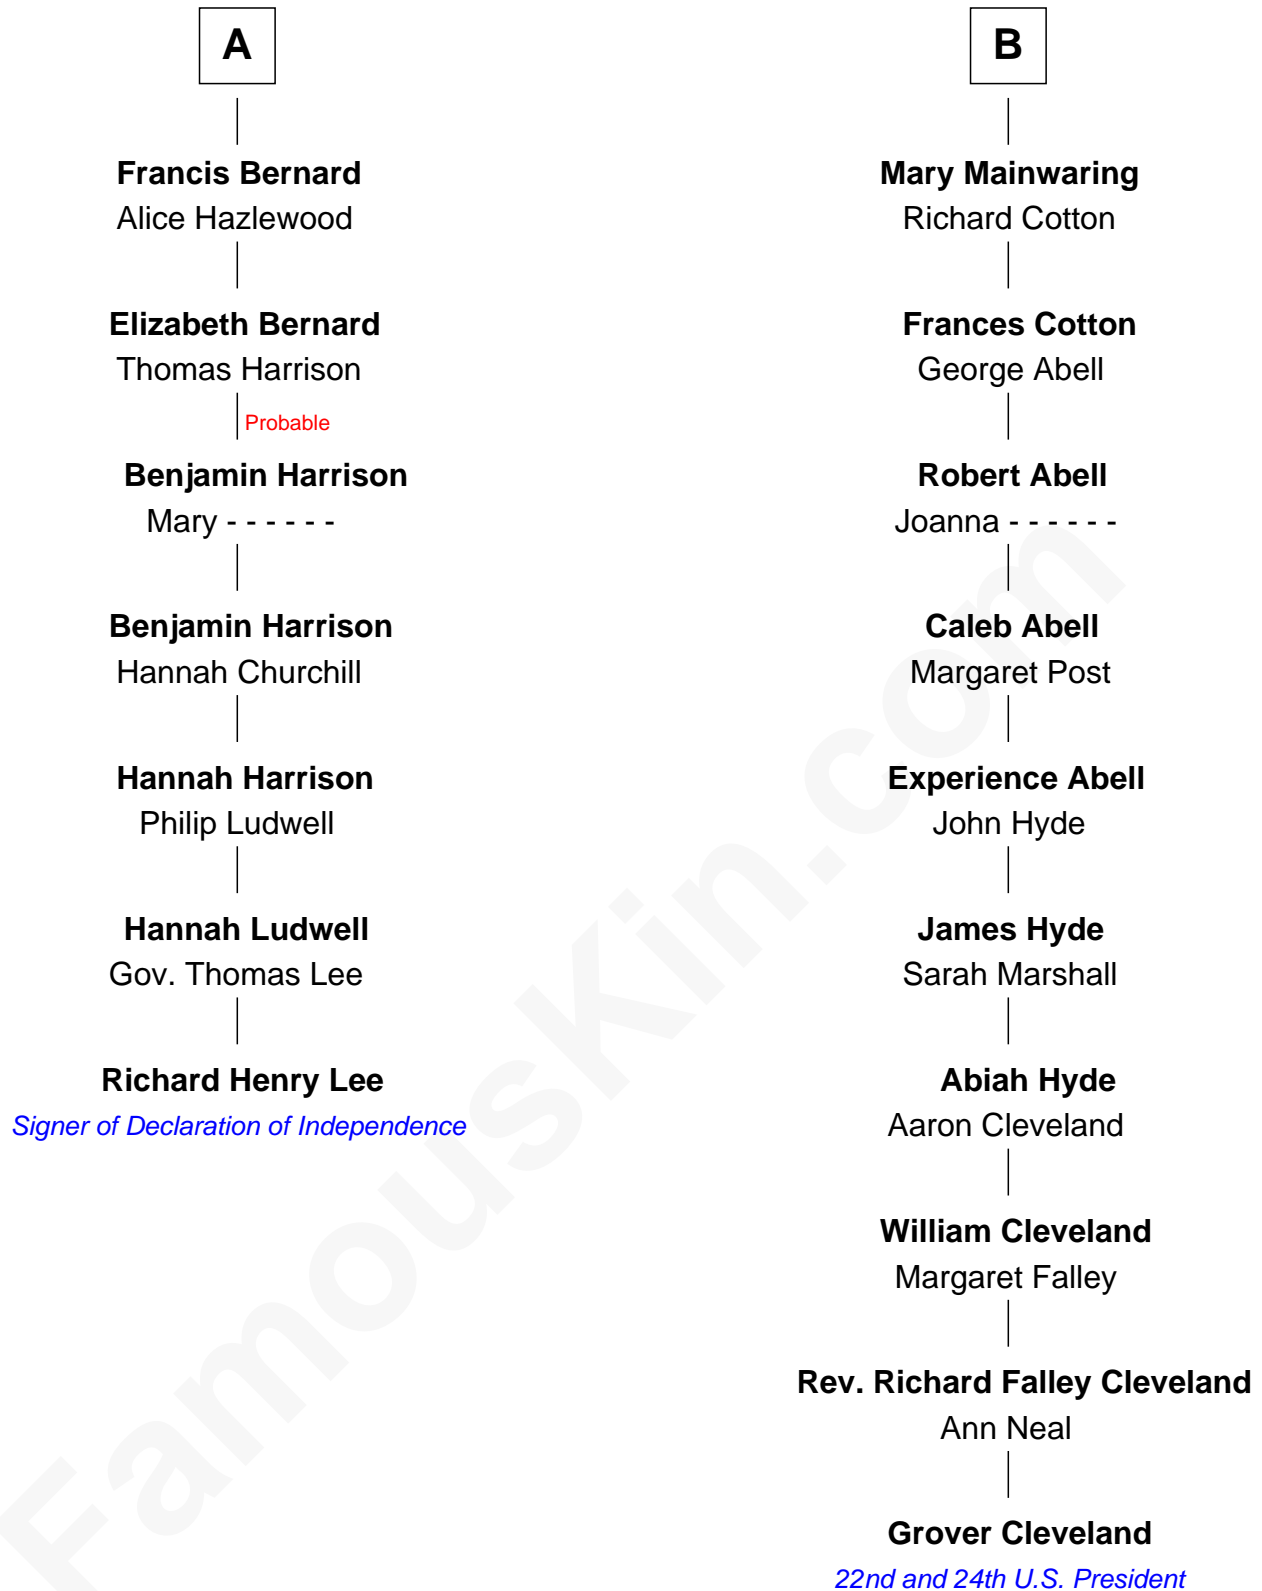 A
Francis Bernard
Alice Hazlewood
Elizabeth Bernard
Thomas Harrison
Probable
Benjamin Harrison
Mary - - - - - -
Benjamin Harrison
Hannah Churchill
Hannah Harrison
Philip Ludwell
Hannah Ludwell
Gov. Thomas Lee
Richard Henry Lee
Signer of Declaration of Independence
B
Mary Mainwaring
Richard Cotton
Frances Cotton
George Abell
Robert Abell
Joanna - - - - - -
Caleb Abell
Margaret Post
Experience Abell
John Hyde
James Hyde
Sarah Marshall
Abiah Hyde
Aaron Cleveland
William Cleveland
Margaret Falley
Rev. Richard Falley Cleveland
Ann Neal
Grover Cleveland
22nd and 24th U.S. President
FamousKin.com